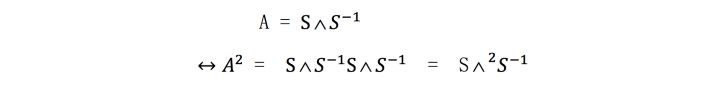 A = S∧S⁻¹
↔ A² = S∧S⁻¹S∧S⁻¹ = S∧²S⁻¹